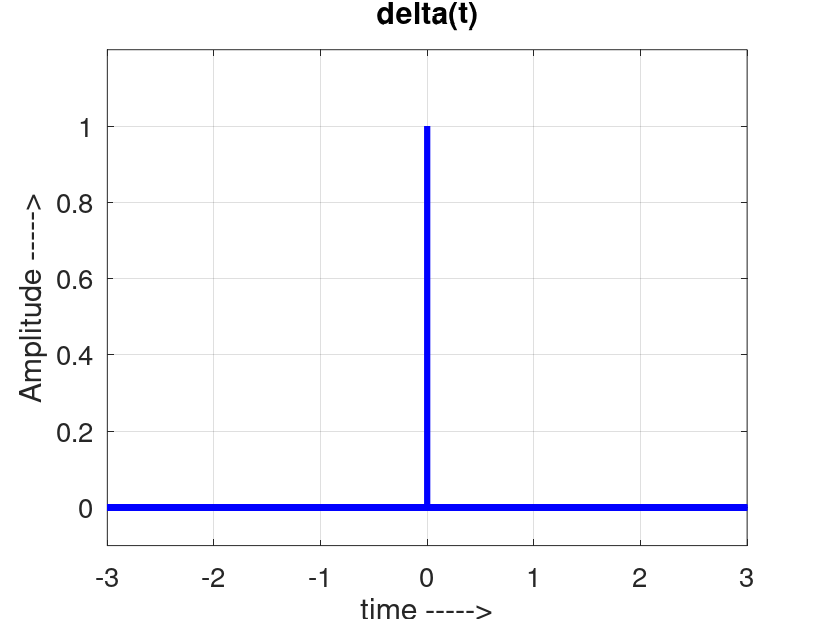 delta(t)
Amplitude ------>
1
0.8
0.6
0.4
0.2
0
-3 -2 -1 0 1 2 3
time ----->